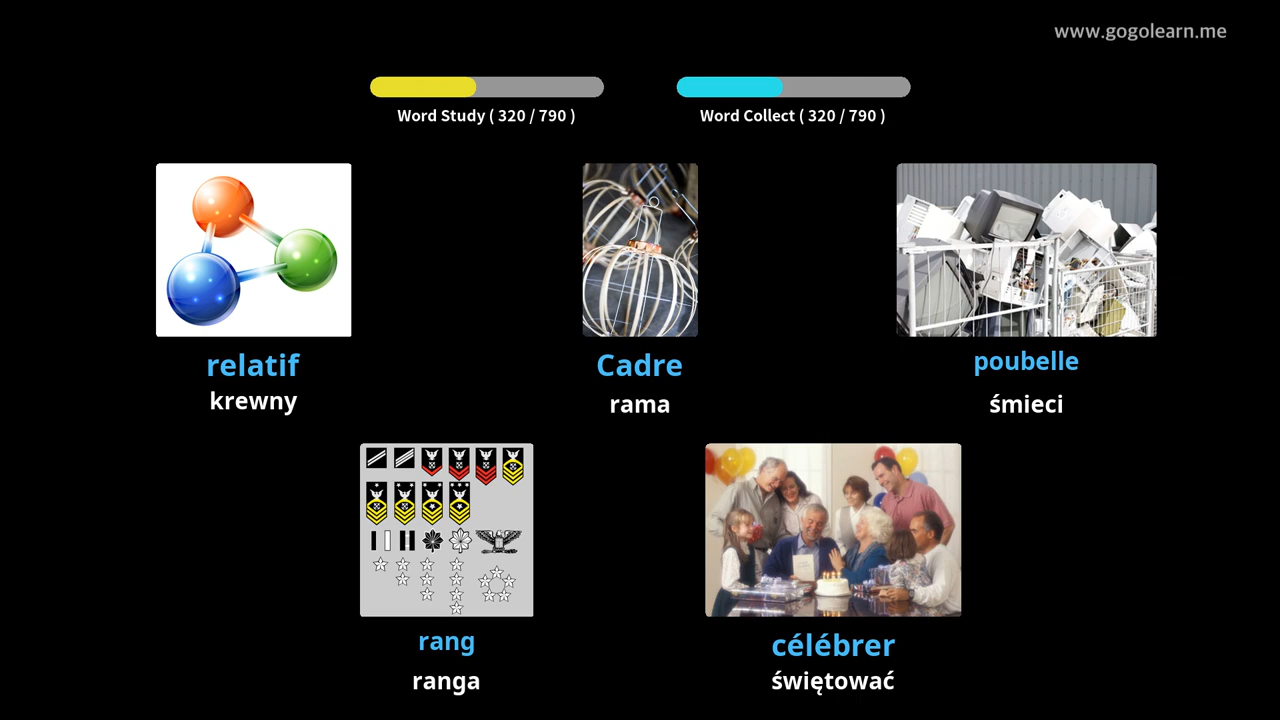 www.gogolearn.me
Word Study ( 320 / 790 )
Word Collect ( 320 / 790 )
relatif
krewny
Cadre
rama
poubelle
śmieci
rang
ranga
célébrer
świętować